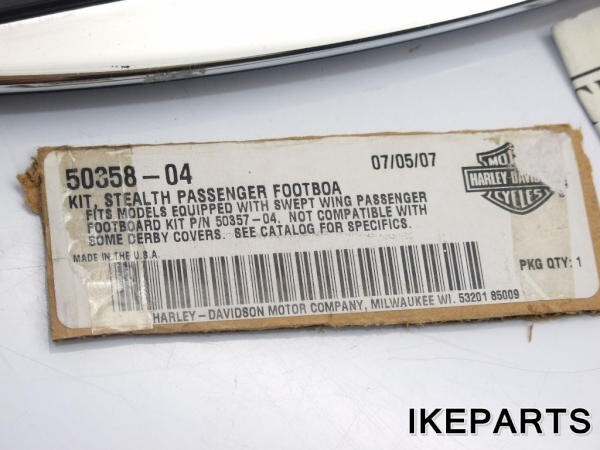 50358-04
07/05/07
KIT, STEALTH PASSENGER FOOTBOA
FITS MODELS EQUIPPED WITH SWEPT WING PASSENGER
FOOTBOARD KIT P/N 50357-04. NOT COMPATIBLE WITH
SOME DERBY COVERS. SEE CATALOG FOR SPECIFICS.
MADE IN THE U.S.A.
MOTOR
HARLEY-DAVIDSON
CYCLES
PKG QTY: 1
HARLEY-DAVIDSON MOTOR COMPANY, MILWAUKEE WI. 53201 85009
IKEPARTS